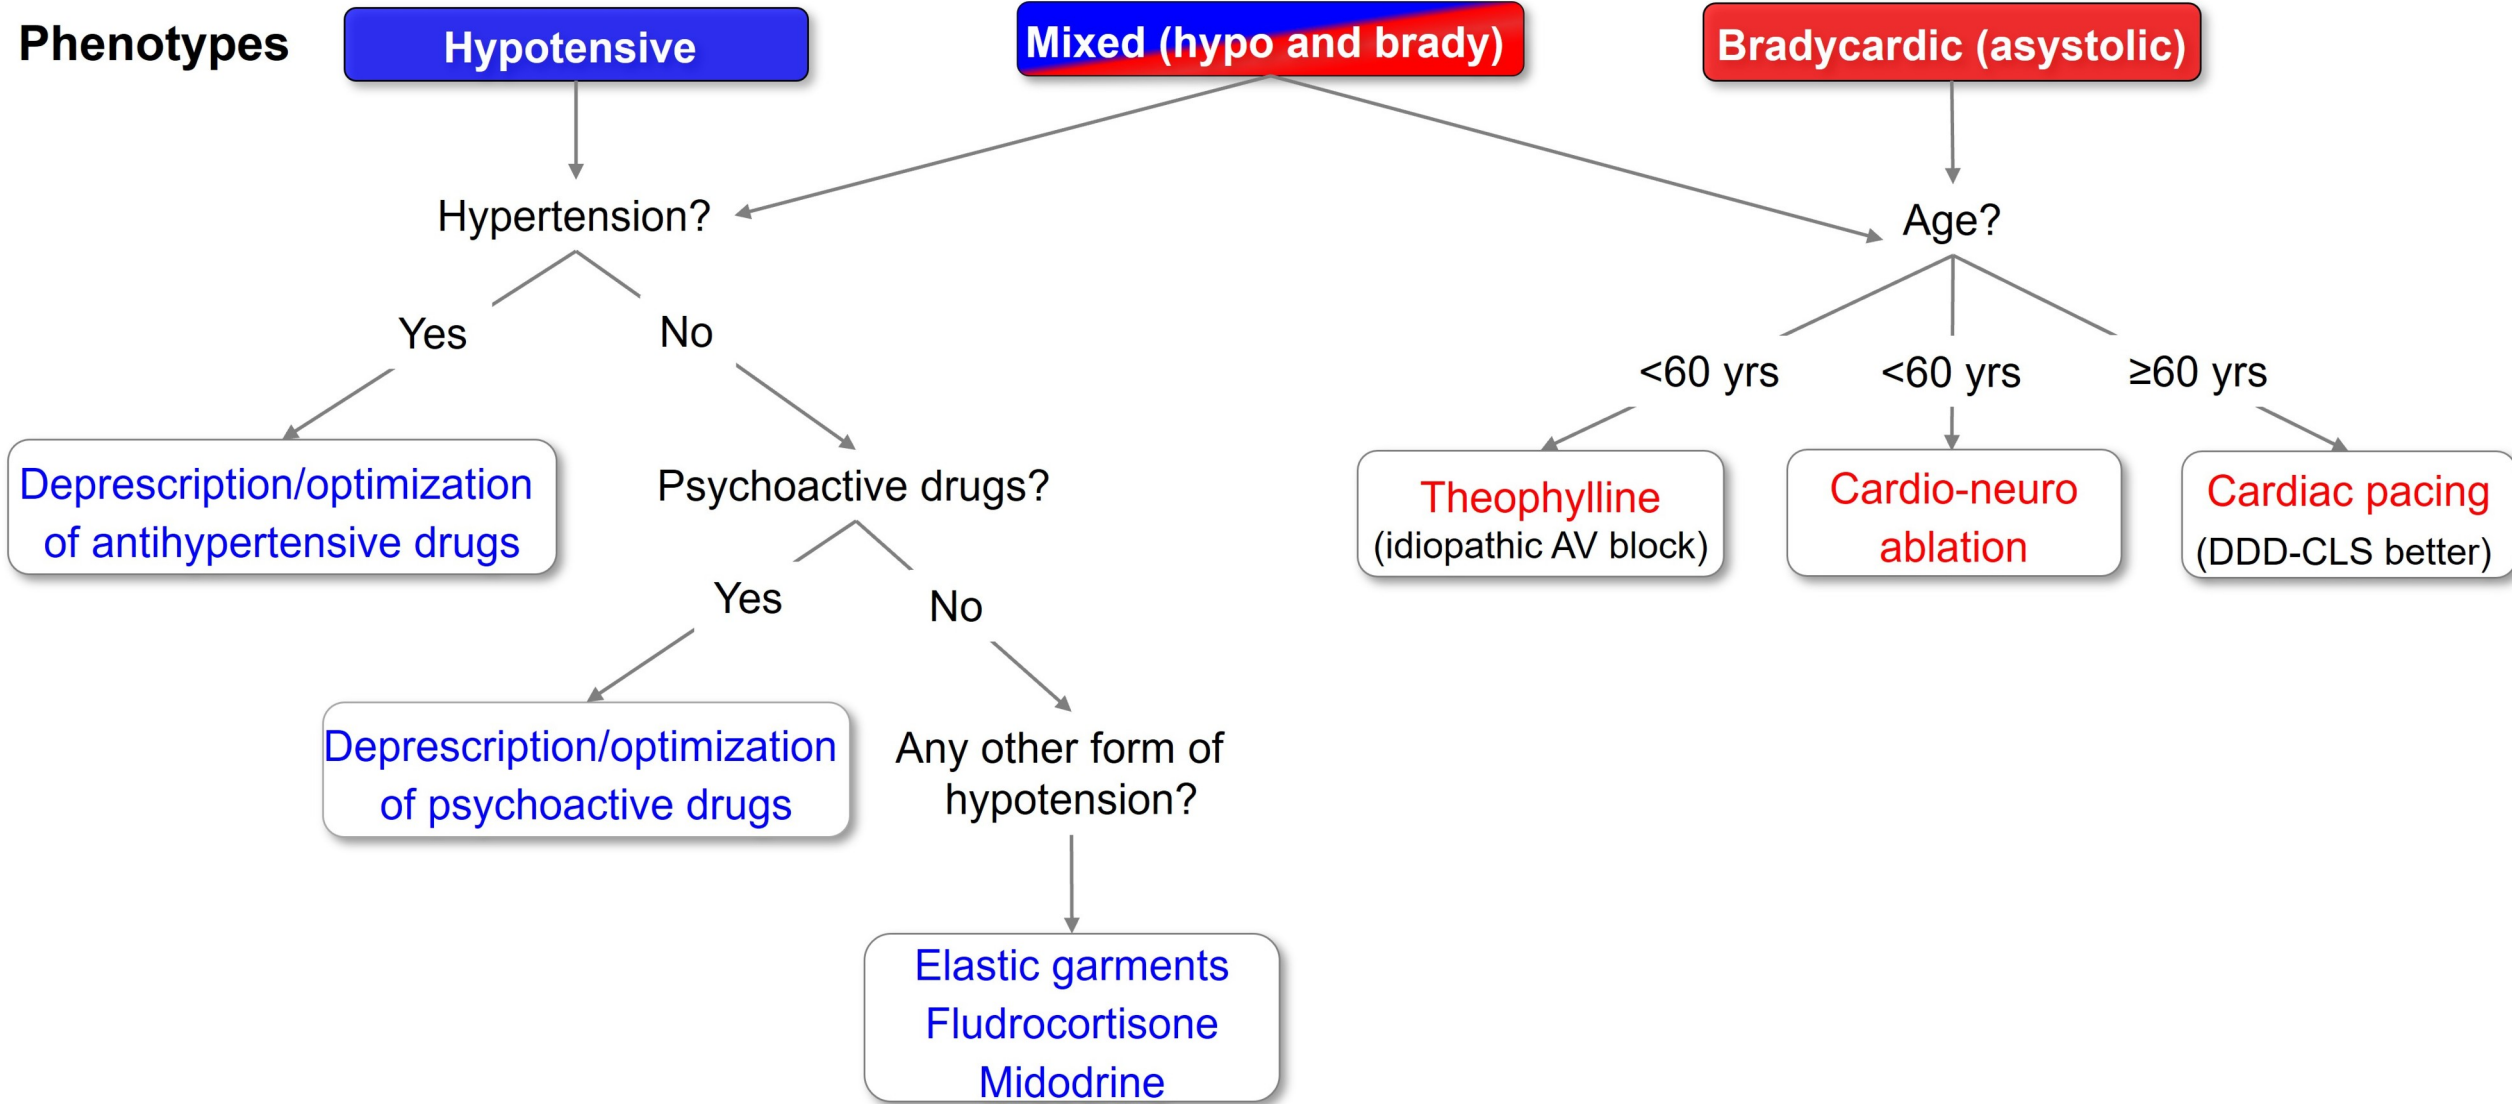 Phenotypes
Hypotensive
Mixed (hypo and brady)
Bradycardic (asystolic)
Hypertension?
Age?
Yes
No
<60 yrs
<60 yrs
≥60 yrs
Deprescription/optimization
of antihypertensive drugs
Psychoactive drugs?
Theophylline
(idiopathic AV block)
Cardio-neuro
ablation
Cardiac pacing
(DDD-CLS better)
Yes
No
Deprescription/optimization
of psychoactive drugs
Any other form of
hypotension?
Elastic garments
Fludrocortisone
Midodrine